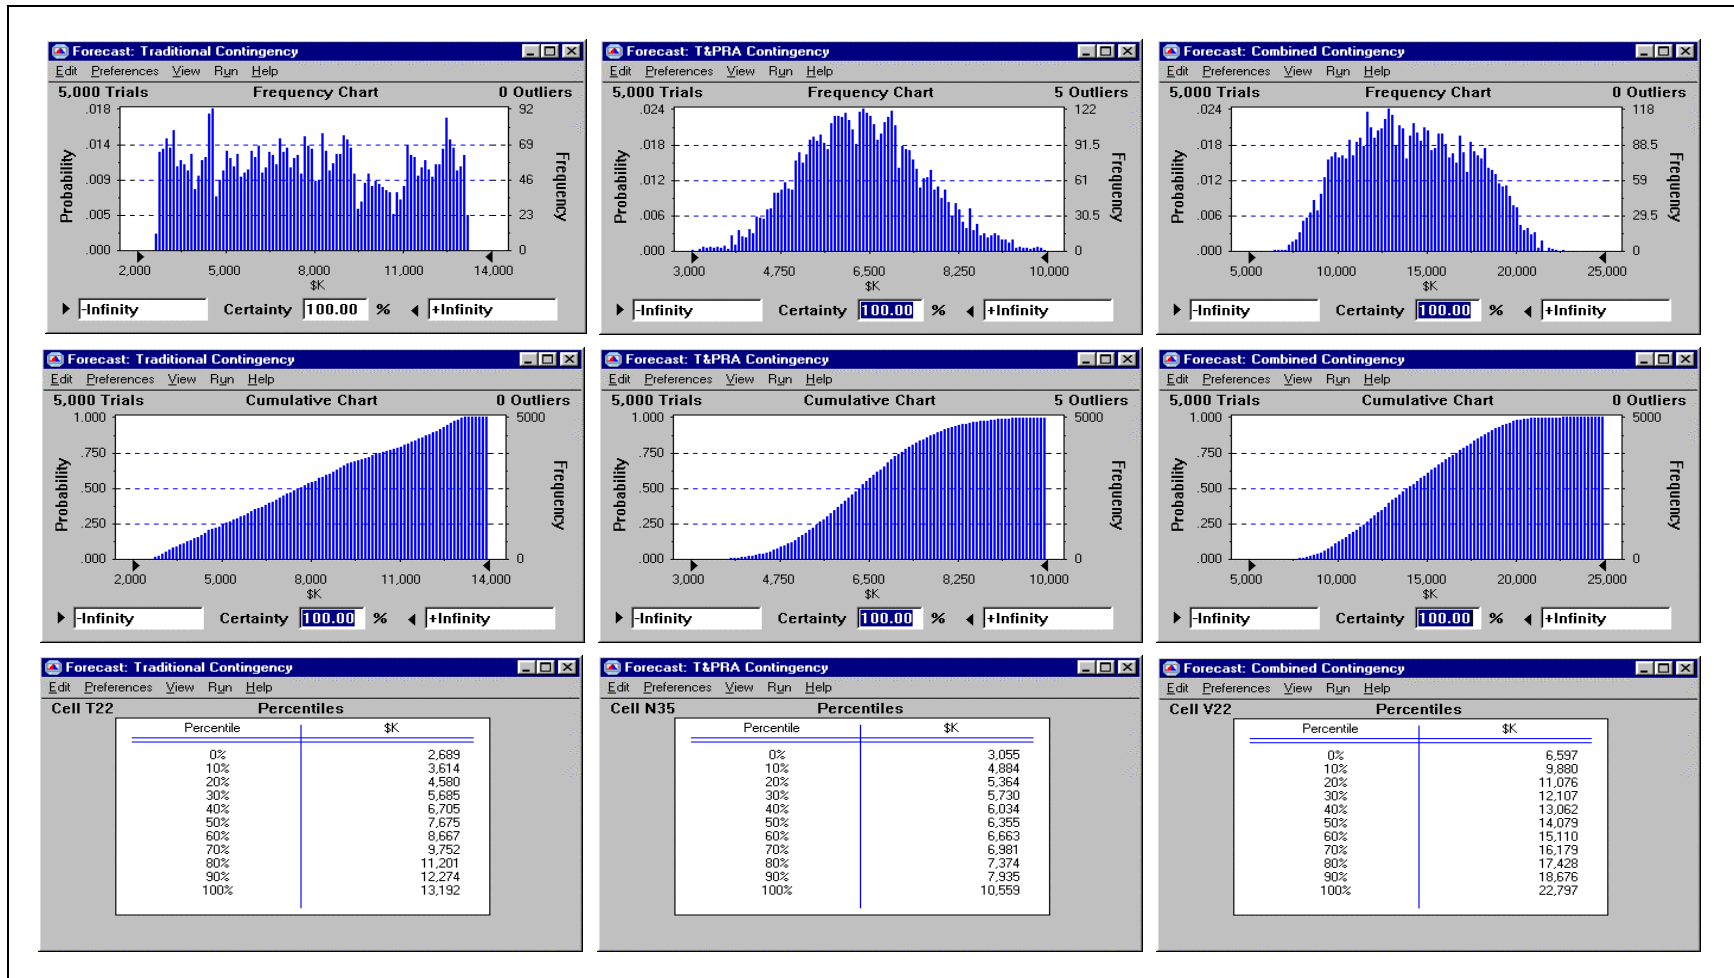 Forecast: Traditional Contingency
Edit Preferences View Run Help
5,000 Trials Frequency Chart 0 Outliers
.018 92
.014 69
.009 46
.005 23
.000 0
Probability
Frequency
2,000 5,000 8,000 11,000 14,000
$K
-Infinity Certainty 100.00 % +Infinity
Forecast: T&PRA Contingency
Edit Preferences View Run Help
5,000 Trials Frequency Chart 5 Outliers
.024 122
.018 91.5
.012 61
.006 30.5
.000 0
Probability
Frequency
3,000 4,750 6,500 8,250 10,000
$K
-Infinity Certainty 100.00 % +Infinity
Forecast: Combined Contingency
Edit Preferences View Run Help
5,000 Trials Frequency Chart 0 Outliers
.024 118
.018 88.5
.012 59
.006 29.5
.000 0
Probability
Frequency
5,000 10,000 15,000 20,000 25,000
$K
-Infinity Certainty 100.00 % +Infinity
Forecast: Traditional Contingency
Edit Preferences View Run Help
5,000 Trials Cumulative Chart 0 Outliers
1.000 5000
.750
.500
.250
.000 0
Probability
Frequency
2,000 5,000 8,000 11,000 14,000
$K
-Infinity Certainty 100.00 % +Infinity
Forecast: T&PRA Contingency
Edit Preferences View Run Help
5,000 Trials Cumulative Chart 5 Outliers
1.000 5000
.750
.500
.250
.000 0
Probability
Frequency
3,000 4,750 6,500 8,250 10,000
$K
-Infinity Certainty 100.00 % +Infinity
Forecast: Combined Contingency
Edit Preferences View Run Help
5,000 Trials Cumulative Chart 0 Outliers
1.000 5000
.750
.500
.250
.000 0
Probability
Frequency
5,000 10,000 15,000 20,000 25,000
$K
-Infinity Certainty 100.00 % +Infinity
Forecast: Traditional Contingency
Edit Preferences View Run Help
Cell T22 Percentiles
Percentile $K
0% 2,689
10% 3,614
20% 4,580
30% 5,685
40% 6,705
50% 7,675
60% 8,667
70% 9,752
80% 11,201
90% 12,274
100% 13,192
Forecast: T&PRA Contingency
Edit Preferences View Run Help
Cell N35 Percentiles
Percentile $K
0% 3,055
10% 4,884
20% 5,364
30% 5,730
40% 6,034
50% 6,355
60% 6,663
70% 6,981
80% 7,374
90% 7,935
100% 10,559
Forecast: Combined Contingency
Edit Preferences View Run Help
Cell V22 Percentiles
Percentile $K
0% 6,597
10% 9,880
20% 11,076
30% 12,107
40% 13,062
50% 14,079
60% 15,110
70% 16,179
80% 17,428
90% 18,676
100% 22,797